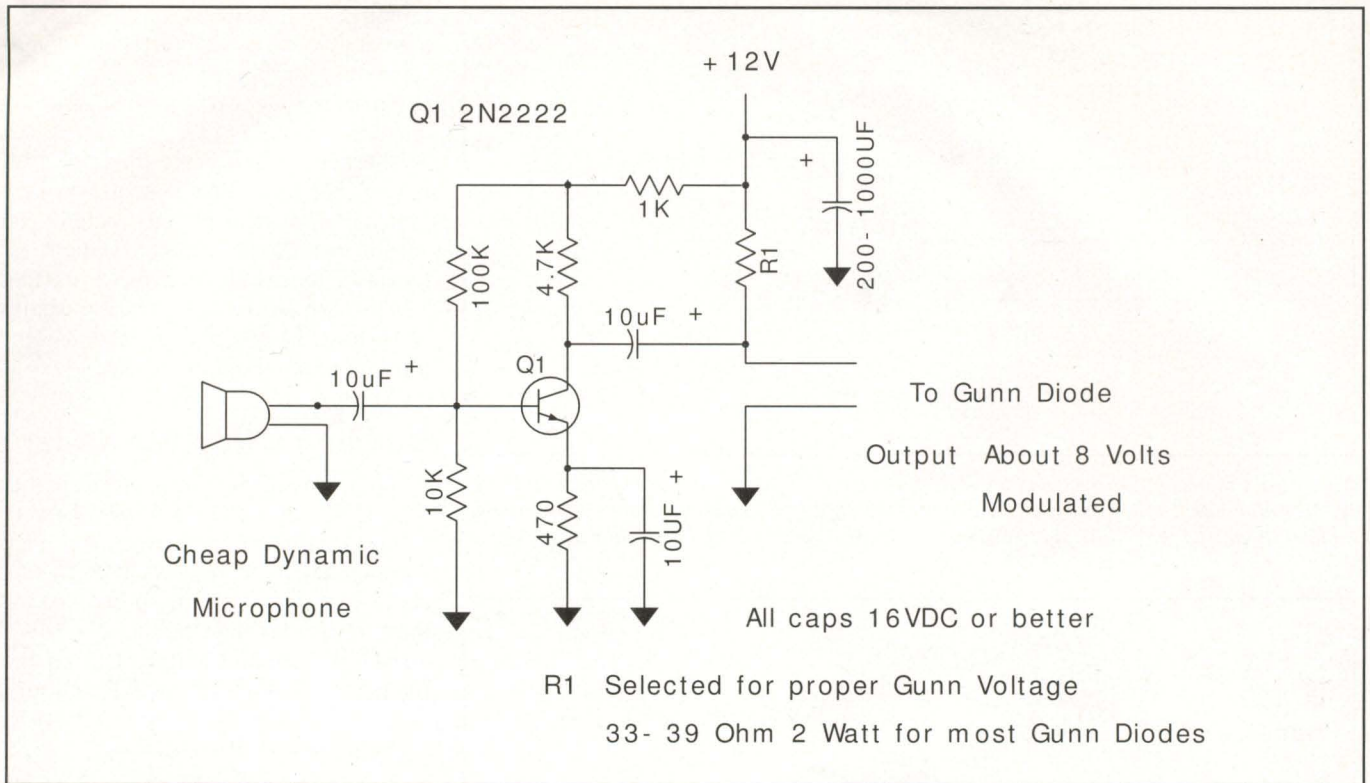 +12V
Q1 2N2222
+
200-1000UF
1K
100K
4.7K
R1
10uF +
Q1
10uF +
To Gunn Diode
Output About 8 Volts
Modulated
10K
470
10UF +
Cheap Dynamic
Microphone
All caps 16VDC or better
R1 Selected for proper Gunn Voltage
33-39 Ohm 2 Watt for most Gunn Diodes